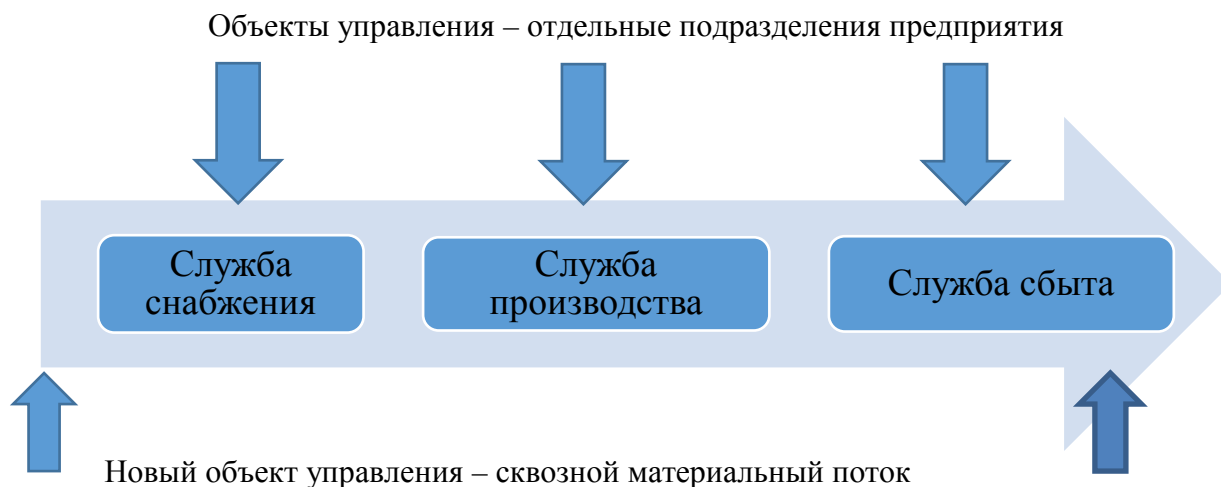 Объекты управления – отдельные подразделения предприятия
Служба
снабжения
Служба
производства
Служба сбыта
Новый объект управления – сквозной материальный поток